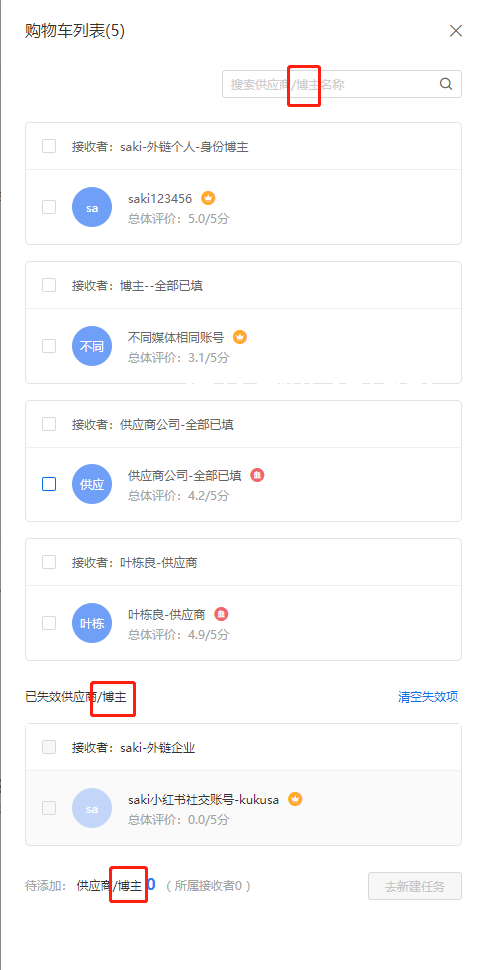 购物车列表(5)
搜索供应商/博主名称
接收者：saki-外链个人-身份博主
sa
saki123456
总体评价：5.0/5分
接收者：博主--全部已填
不同
不同媒体相同账号
总体评价：3.1/5分
接收者：供应商公司-全部已填
供应
供应商公司-全部已填
总体评价：4.2/5分
接收者：叶栋良-供应商
叶栋
叶栋良-供应商
总体评价：4.9/5分
已失效供应商/博主 清空失效项
接收者：saki-外链企业
sa
saki小红书社交账号-kukusa
总体评价：0.0/5分
待添加： 供应商/博主 0 （ 所属接收者0 ） 去新建任务